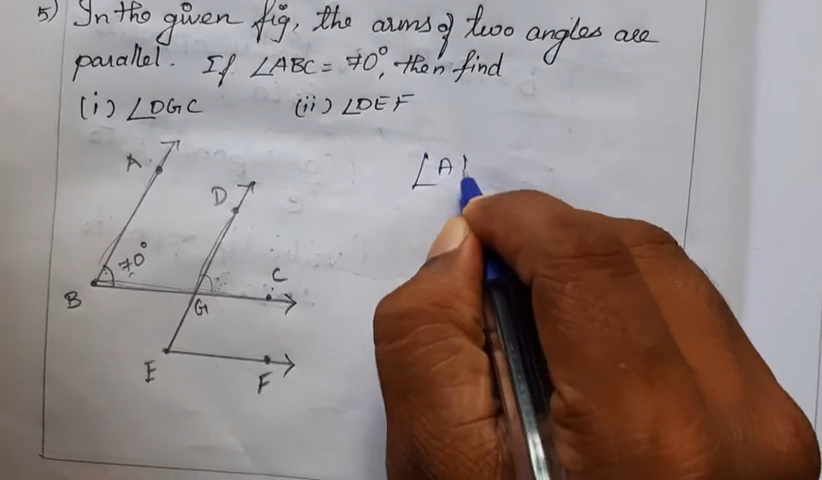 5) In the given fig, the arms of two angles are
parallel. If ∠ABC = 70°, then find
(i) ∠DGC (ii) ∠DEF
∠A
A
D
70°
C
B
G
E
F